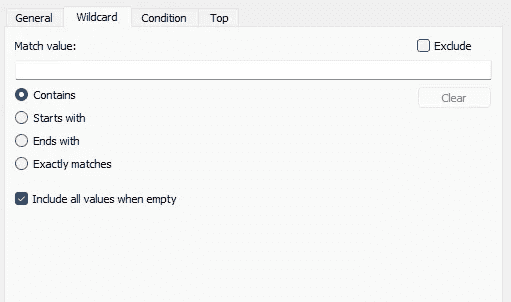 General Wildcard Condition Top
Match value: Exclude
Contains Clear
Starts with
Ends with
Exactly matches
Include all values when empty